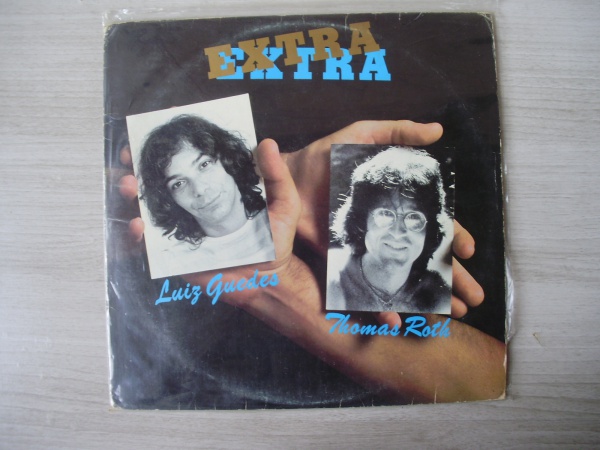 EXTRA
EXTRA
Luiz Guedes
Thomas Roth